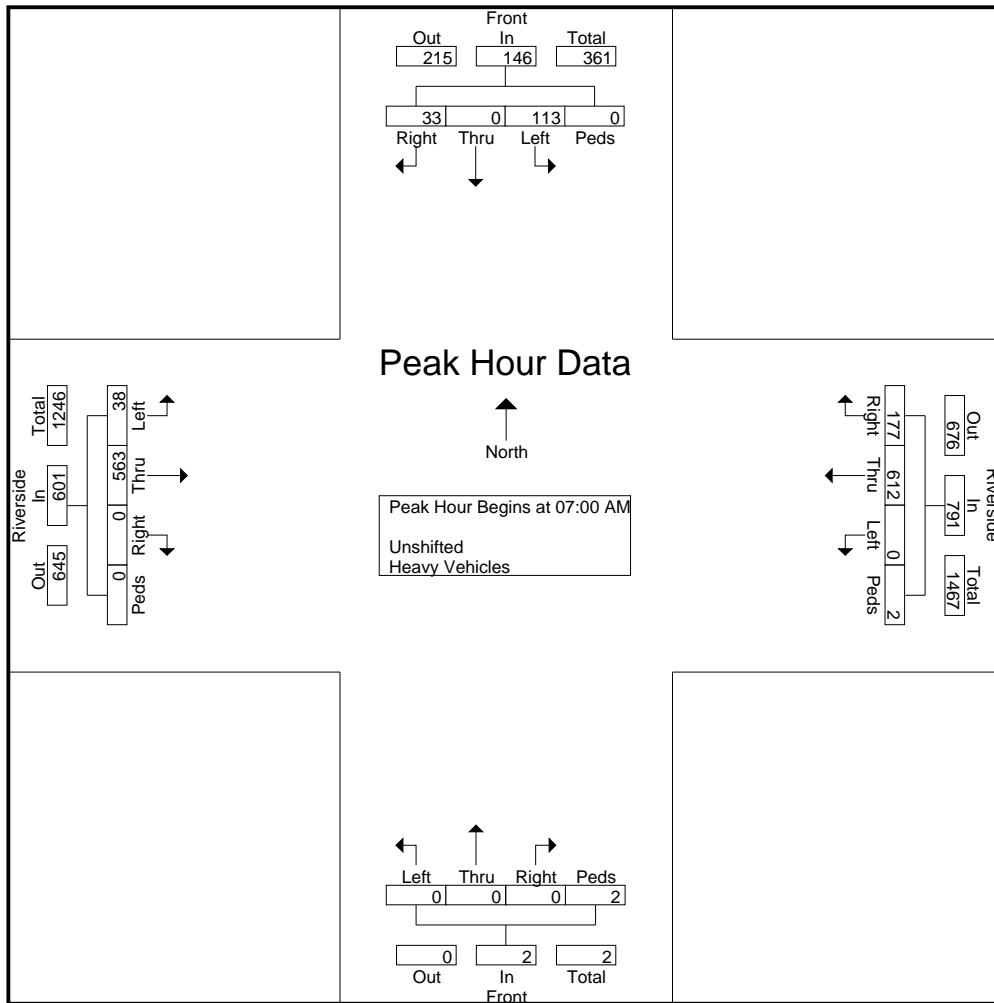 Front
Out In Total
215 146 361
33 0 113 0
Right Thru Left Peds
Peak Hour Data
North
Peak Hour Begins at 07:00 AM
Unshifted
Heavy Vehicles
Riverside
Out In Total
645 601 1246
Peds Right Thru Left
0 0 563 38
Riverside
Out In Total
676 791 1467
177 612 0 2
Right Thru Left Peds
Left Thru Right Peds
0 0 0 2
0 2 2
Out In Total
Front